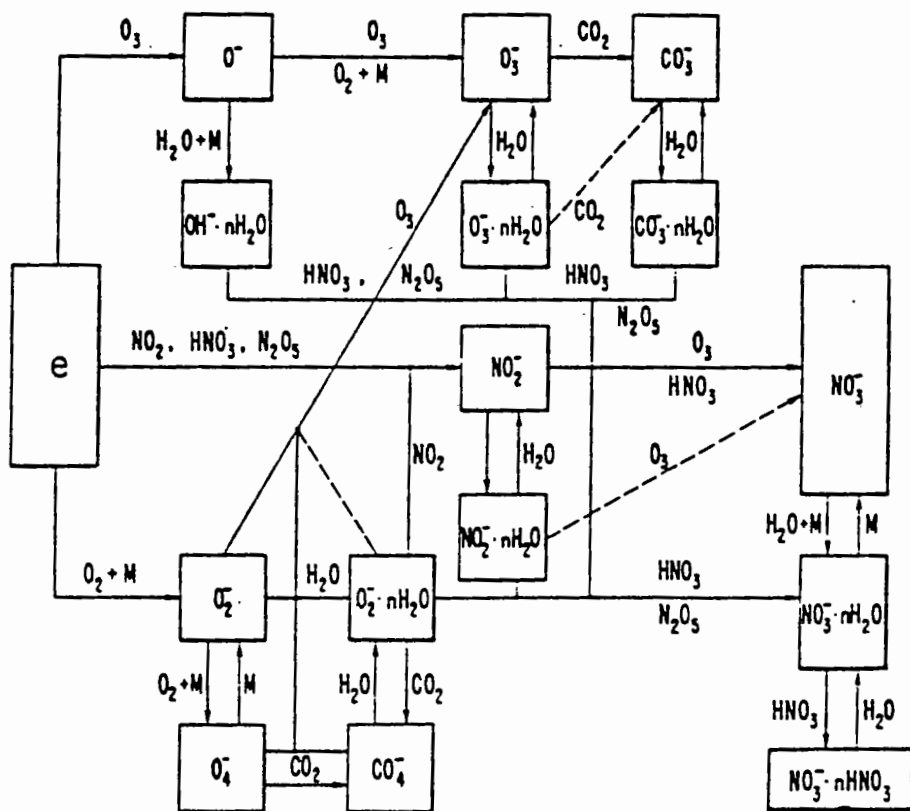 O₃ O₃ CO₂
O⁻ O₃⁻ CO₃⁻
O₂ + M
H₂O + M H₂O H₂O
OH⁻·nH₂O O₃ O₃⁻·nH₂O CO₂ CO₃⁻·nH₂O
HNO₃, N₂O₅ HNO₃
N₂O₅
e NO₂, HNO₃, N₂O₅ NO₂⁻ O₃ NO₃⁻
HNO₃
NO₂ H₂O O₃
NO₂⁻·nH₂O H₂O+M M
O₂ + M O₂⁻ H₂O O₂⁻·nH₂O HNO₃ NO₃⁻·nH₂O
N₂O₅
O₂+M M H₂O CO₂
HNO₃ H₂O
O₄⁻ CO₂ CO₄⁻ NO₃⁻·nHNO₃